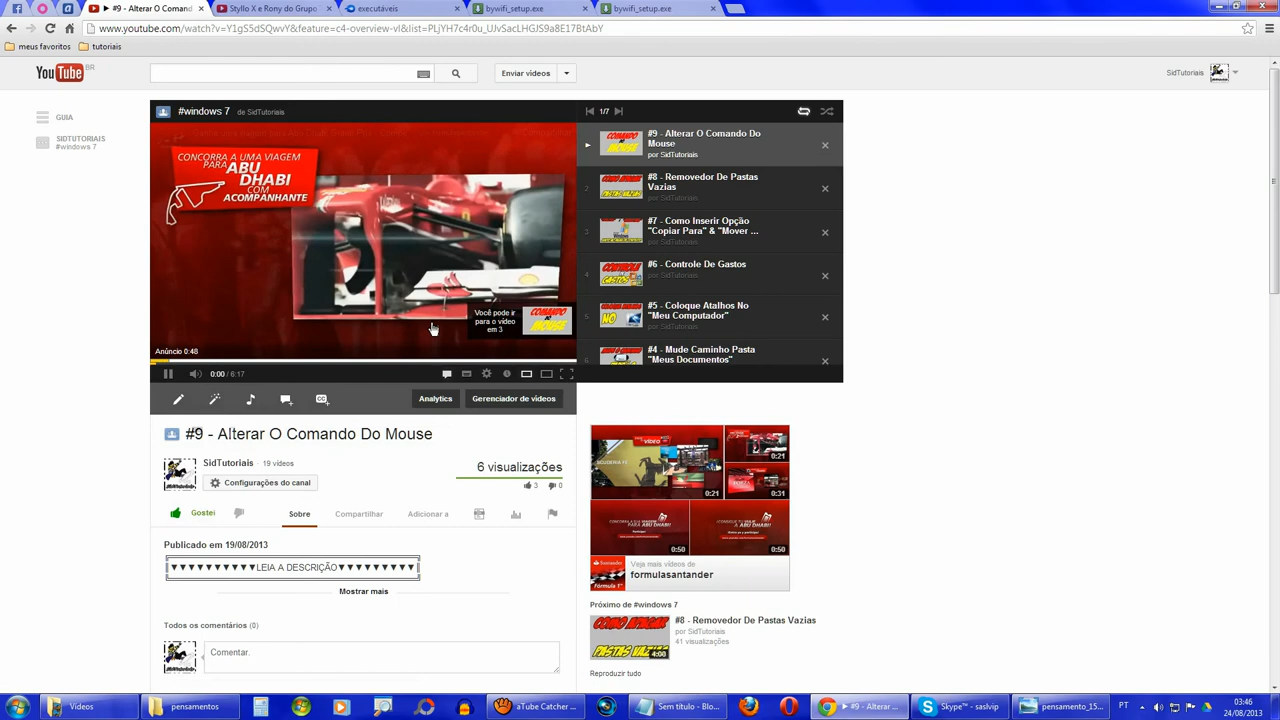 #9 - Alterar O Comand
Styllo X e Rony do Grupo
executáveis
bywifi_setup.exe
bywifi_setup.exe
www.youtube.com/watch?v=Y1gS5dSQwvY&feature=c4-overview-vl&list=PLjYH7c4r0u_UJvSacLHGJS9a8E17BtAbY
meus favoritos
tutoriais
YouTube BR
Enviar vídeos
SidTutoriais
GUIA
SIDTUTORIAIS
#windows 7
#windows 7 de SidTutoriais
1/7
CONCORRA A UMA VIAGEM
PARA ABU
DHABI
COM
ACOMPANHANTE
Você pode ir
para o vídeo
em 3
COMANDO
DO
MOUSE
Anúncio 0:48
0:00 / 6:17
#9 - Alterar O Comando Do
Mouse
por SidTutoriais
2
#8 - Removedor De Pastas
Vazias
por SidTutoriais
3
#7 - Como Inserir Opção
"Copiar Para" & "Mover ...
por SidTutoriais
4
#6 - Controle De Gastos
por SidTutoriais
5
#5 - Coloque Atalhos No
"Meu Computador"
por SidTutoriais
6
#4 - Mude Caminho Pasta
"Meus Documentos"
Analytics
Gerenciador de vídeos
#9 - Alterar O Comando Do Mouse
SidTutoriais · 19 vídeos
Configurações do canal
6 visualizações
3 0
Gostei
Sobre
Compartilhar
Adicionar a
Publicado em 19/08/2013
▼▼▼▼▼▼▼▼▼▼LEIA A DESCRIÇÃO▼▼▼▼▼▼▼▼▼
Mostrar mais
Todos os comentários (0)
Comentar.
0:21
0:21
0:31
0:50
0:50
Veja mais vídeos de
formulasantander
Próximo de #windows 7
#8 - Removedor De Pastas Vazias
por SidTutoriais
41 visualizações
4:08
Reproduzir tudo
Videos
pensamentos
aTube Catcher ...
Sem título - Blo...
#9 - Alterar ...
Skype™ - saslvip
pensamento_15...
PT
03:46
24/08/2013